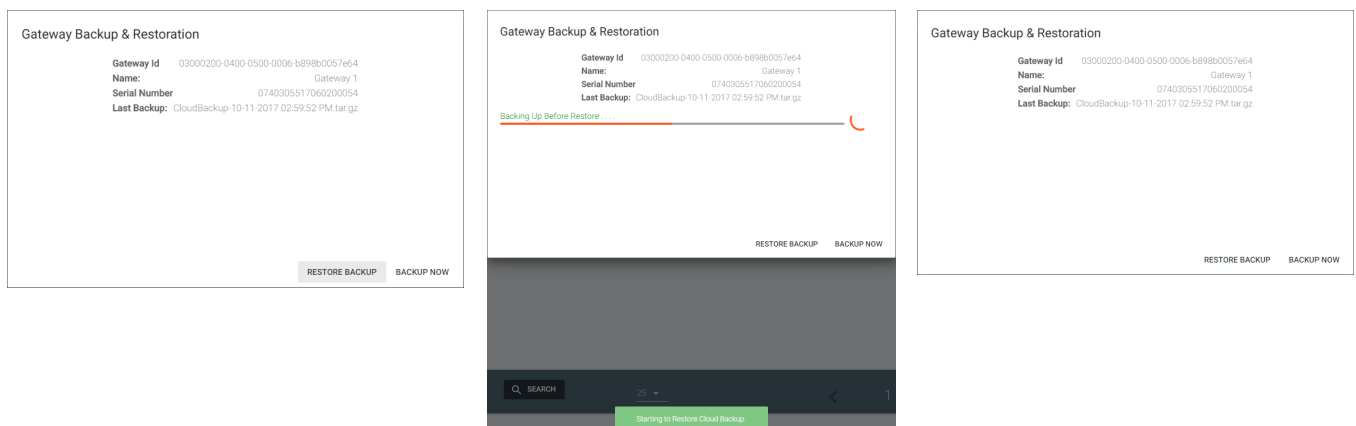 Gateway Backup & Restoration
Gateway Id 03000200-0400-0500-0006-b898b0057e64
Name: Gateway 1
Serial Number 0740305517060200054
Last Backup: CloudBackup-10-11-2017 02:59:52 PM.tar.gz
RESTORE BACKUP BACKUP NOW
Gateway Backup & Restoration
Gateway Id 03000200-0400-0500-0006-b898b0057e64
Name: Gateway 1
Serial Number 0740305517060200054
Last Backup: CloudBackup-10-11-2017 02:59:52 PM.tar.gz
Backing Up Before Restore . . . .
RESTORE BACKUP BACKUP NOW
SEARCH 25 1
Starting to Restore Cloud Backup.
Gateway Backup & Restoration
Gateway Id 03000200-0400-0500-0006-b898b0057e64
Name: Gateway 1
Serial Number 0740305517060200054
Last Backup: CloudBackup-10-11-2017 02:59:52 PM.tar.gz
RESTORE BACKUP BACKUP NOW